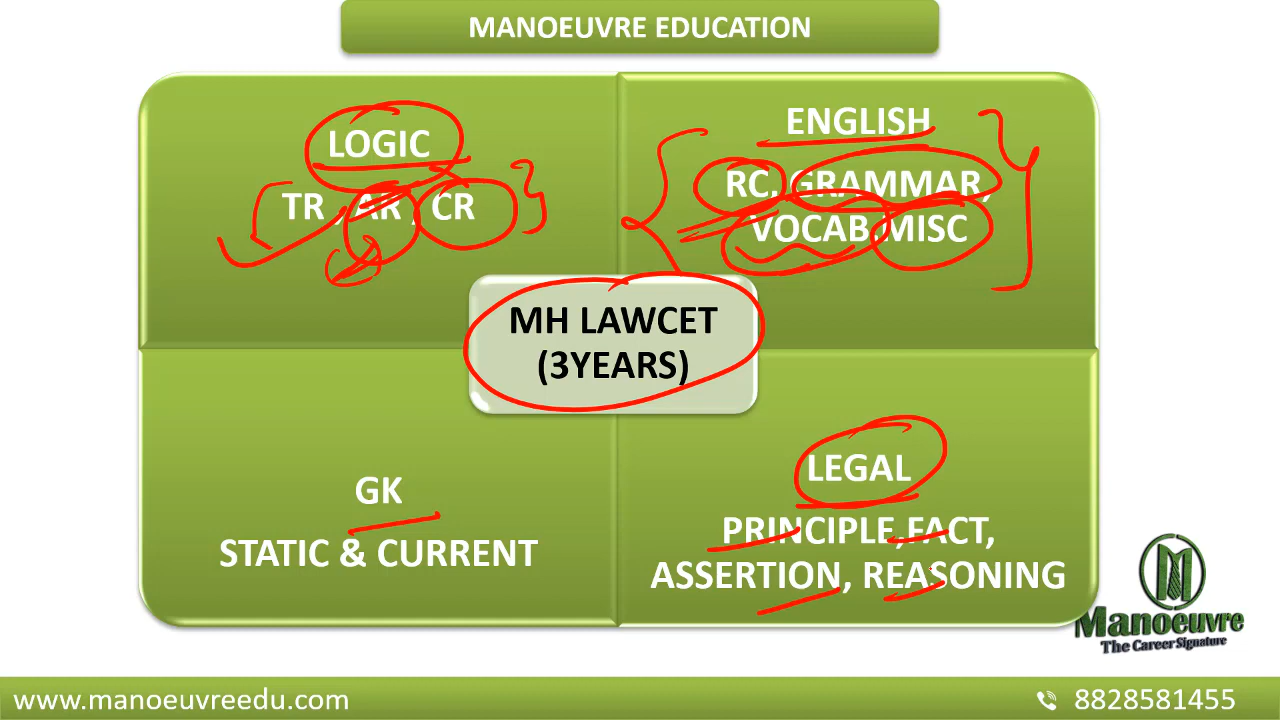 MANOEUVRE EDUCATION
LOGIC
TR , AR , CR
ENGLISH
RC, GRAMMAR,
VOCAB,MISC
MH LAWCET
(3YEARS)
GK
STATIC & CURRENT
LEGAL
PRINCIPLE,FACT,
ASSERTION, REASONING
M
Manoeuvre
The Career Signature
www.manoeuvreedu.com
8828581455